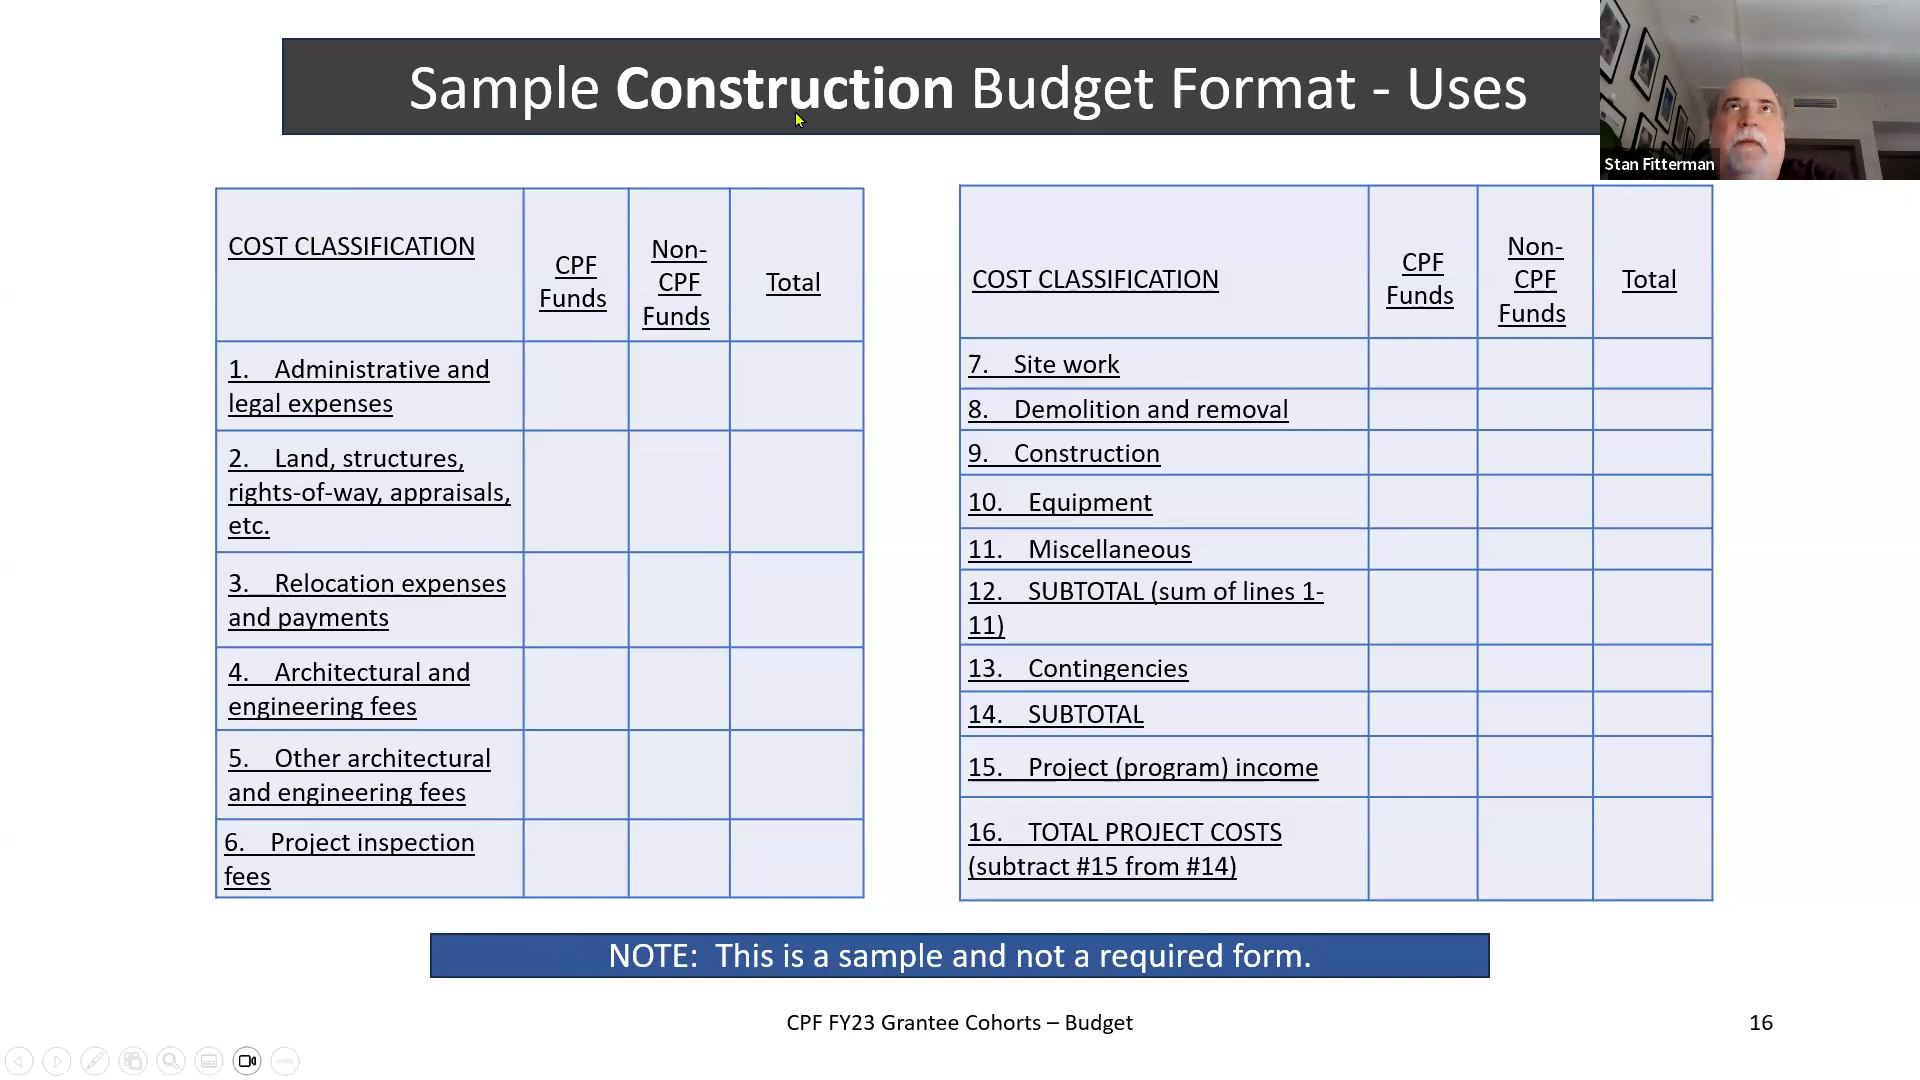 Sample Construction Budget Format - Uses
Stan Fitterman
COST CLASSIFICATION
CPF
Funds
Non-
CPF
Funds
Total
1. Administrative and
legal expenses
2. Land, structures,
rights-of-way, appraisals,
etc.
3. Relocation expenses
and payments
4. Architectural and
engineering fees
5. Other architectural
and engineering fees
6. Project inspection
fees
COST CLASSIFICATION
CPF
Funds
Non-
CPF
Funds
Total
7. Site work
8. Demolition and removal
9. Construction
10. Equipment
11. Miscellaneous
12. SUBTOTAL (sum of lines 1-
11)
13. Contingencies
14. SUBTOTAL
15. Project (program) income
16. TOTAL PROJECT COSTS
(subtract #15 from #14)
NOTE: This is a sample and not a required form.
CPF FY23 Grantee Cohorts – Budget
16